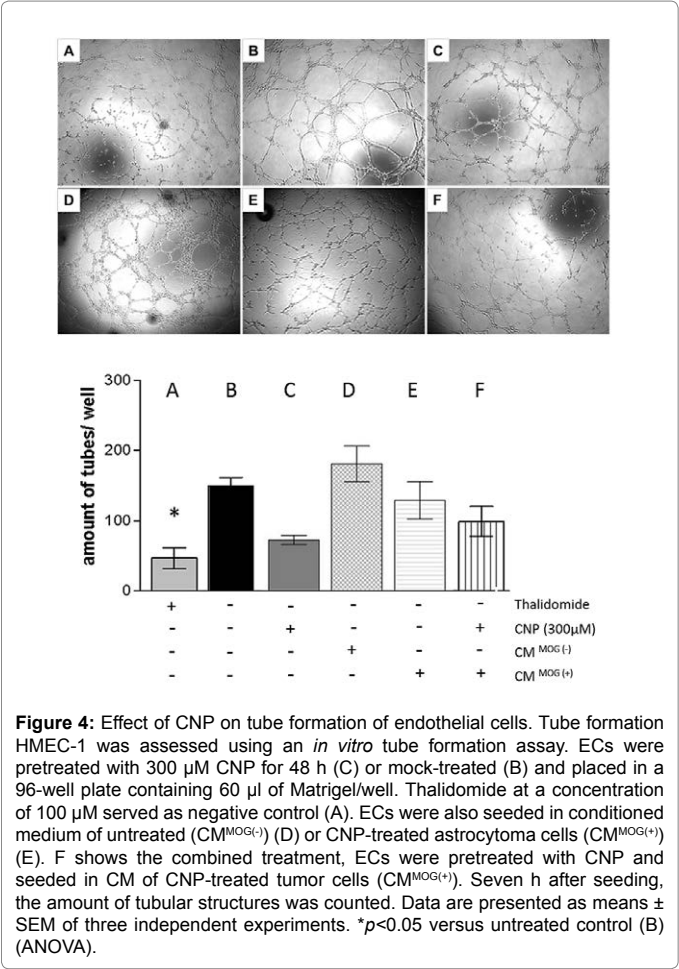 A B C
D E F
300
A B C D E F
200
100
0
amount of tubes/ well
*
+ - - - - - Thalidomide
- - + - - + CNP (300µM)
- - - + - - CM MOG (-)
- - - - + + CM MOG (+)
Figure 4: Effect of CNP on tube formation of endothelial cells. Tube formation
HMEC-1 was assessed using an in vitro tube formation assay. ECs were
pretreated with 300 µM CNP for 48 h (C) or mock-treated (B) and placed in a
96-well plate containing 60 µl of Matrigel/well. Thalidomide at a concentration
of 100 µM served as negative control (A). ECs were also seeded in conditioned
medium of untreated (CMMOG(-)) (D) or CNP-treated astrocytoma cells (CMMOG(+))
(E). F shows the combined treatment, ECs were pretreated with CNP and
seeded in CM of CNP-treated tumor cells (CMMOG(+)). Seven h after seeding,
the amount of tubular structures was counted. Data are presented as means ±
SEM of three independent experiments. *p<0.05 versus untreated control (B)
(ANOVA).